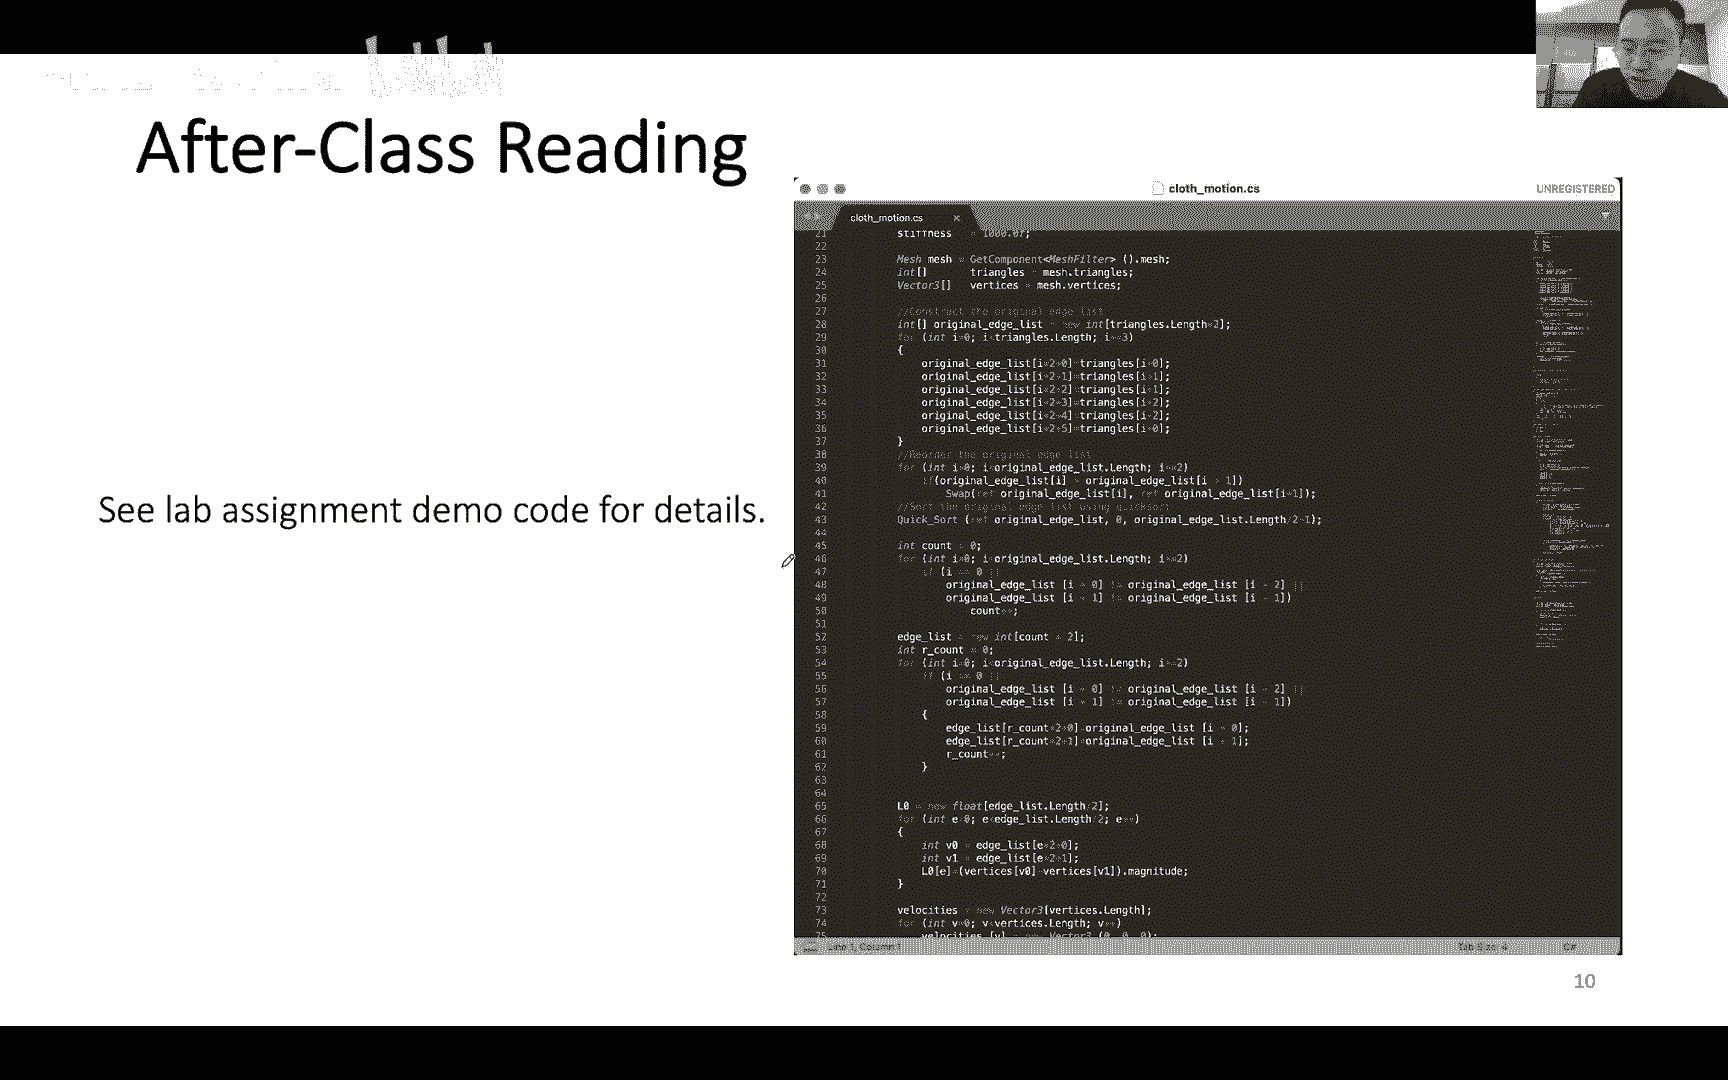 After-Class Reading
See lab assignment demo code for details.
cloth_motion.cs
UNREGISTERED
cloth_motion.cs ×
21 stiffness = 1000.0f;
22
23 Mesh mesh = GetComponent<MeshFilter> ().mesh;
24 int[] triangles = mesh.triangles;
25 Vector3[] vertices = mesh.vertices;
26
27 //Construct the original edge list
28 int[] original_edge_list = new int[triangles.Length*2];
29 for (int i=0; i<triangles.Length; i+=3)
30 {
31 original_edge_list[i*2+0]=triangles[i+0];
32 original_edge_list[i*2+1]=triangles[i+1];
33 original_edge_list[i*2+2]=triangles[i+1];
34 original_edge_list[i*2+3]=triangles[i+2];
35 original_edge_list[i*2+4]=triangles[i+2];
36 original_edge_list[i*2+5]=triangles[i+0];
37 }
38 //Reorder the original edge list
39 for (int i=0; i<original_edge_list.Length; i+=2)
40 if(original_edge_list[i] > original_edge_list[i + 1])
41 Swap(ref original_edge_list[i], ref original_edge_list[i+1]);
42 //Sort the original edge list using quicksort
43 Quick_Sort (ref original_edge_list, 0, original_edge_list.Length/2-1);
44
45 int count = 0;
46 for (int i=0; i<original_edge_list.Length; i+=2)
47 if (i == 0 ||
48 original_edge_list [i + 0] != original_edge_list [i - 2] ||
49 original_edge_list [i + 1] != original_edge_list [i - 1])
50 count++;
51
52 edge_list = new int[count * 2];
53 int r_count = 0;
54 for (int i=0; i<original_edge_list.Length; i+=2)
55 if (i == 0 ||
56 original_edge_list [i + 0] != original_edge_list [i - 2] ||
57 original_edge_list [i + 1] != original_edge_list [i - 1])
58 {
59 edge_list[r_count*2+0]=original_edge_list [i + 0];
60 edge_list[r_count*2+1]=original_edge_list [i + 1];
61 r_count++;
62 }
63
64
65 L0 = new float[edge_list.Length/2];
66 for (int e=0; e<edge_list.Length/2; e++)
67 {
68 int v0 = edge_list[e*2+0];
69 int v1 = edge_list[e*2+1];
70 L0[e]=(vertices[v0]-vertices[v1]).magnitude;
71 }
72
73 velocities = new Vector3[vertices.Length];
74 for (int v=0; v<vertices.Length; v++)
75 velocities [v] = new Vector3 (0, 0, 0);
Line 1, Column 1
Tab Size: 4
C#
10